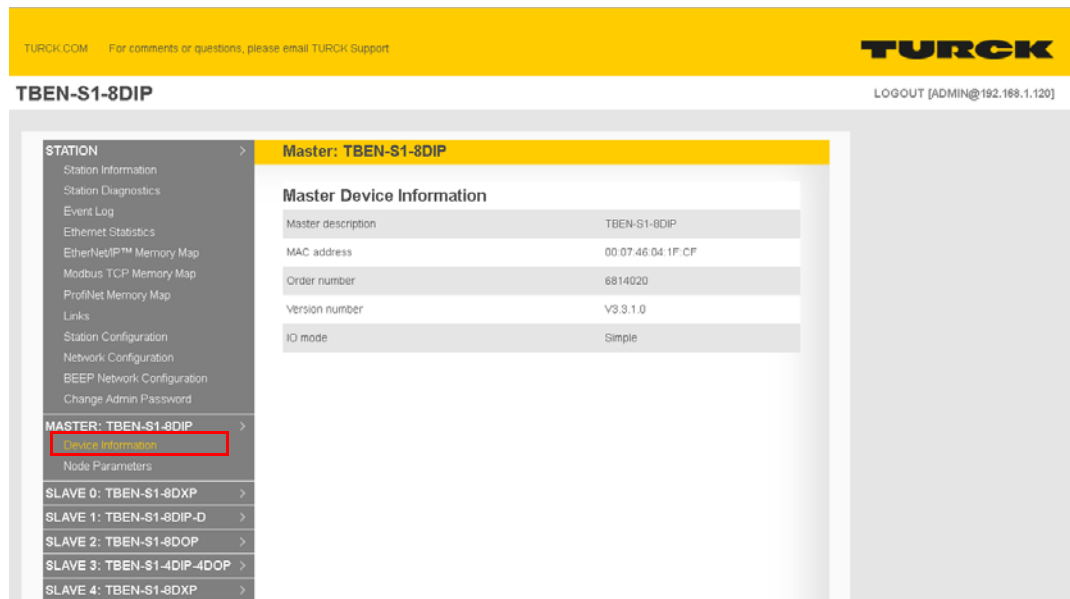 TURCK.COM For comments or questions, please email TURCK Support
TURCK
TBEN-S1-8DIP
LOGOUT [ADMIN@192.168.1.120]
STATION >
Station Information
Station Diagnostics
Event Log
Ethernet Statistics
EtherNet/IP™ Memory Map
Modbus TCP Memory Map
ProfiNet Memory Map
Links
Station Configuration
Network Configuration
BEEP Network Configuration
Change Admin Password
MASTER: TBEN-S1-8DIP >
Device Information
Node Parameters
SLAVE 0: TBEN-S1-8DXP >
SLAVE 1: TBEN-S1-8DIP-D >
SLAVE 2: TBEN-S1-8DOP >
SLAVE 3: TBEN-S1-4DIP-4DOP >
SLAVE 4: TBEN-S1-8DXP >
Master: TBEN-S1-8DIP
Master Device Information
Master description TBEN-S1-8DIP
MAC address 00:07:46:04:1F:CF
Order number 6814020
Version number V3.3.1.0
IO mode Simple